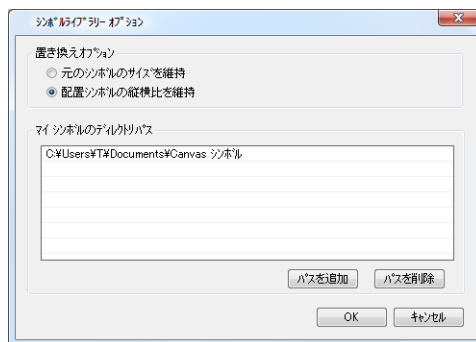 シンボルライブラリー オプション
置き換えオプション
元のシンボルのサイズを維持
配置シンボルの縦横比を維持
マイ シンボルのディレクトリパス
C:¥Users¥T¥Documents¥Canvas シンボル
パスを追加
パスを削除
OK
キャンセル